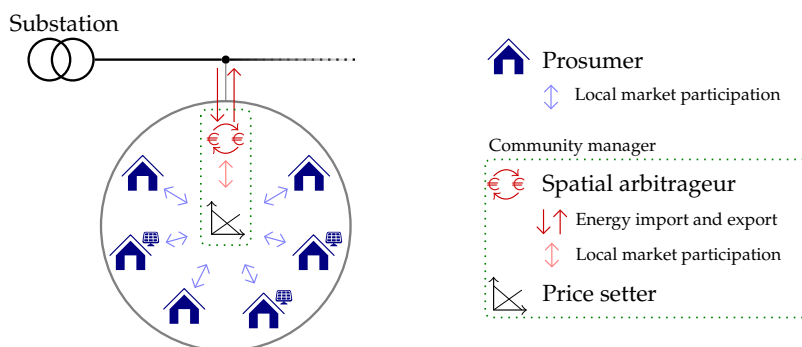 Substation
Prosumer
Local market participation
Community manager
Spatial arbitrageur
Energy import and export
Local market participation
Price setter